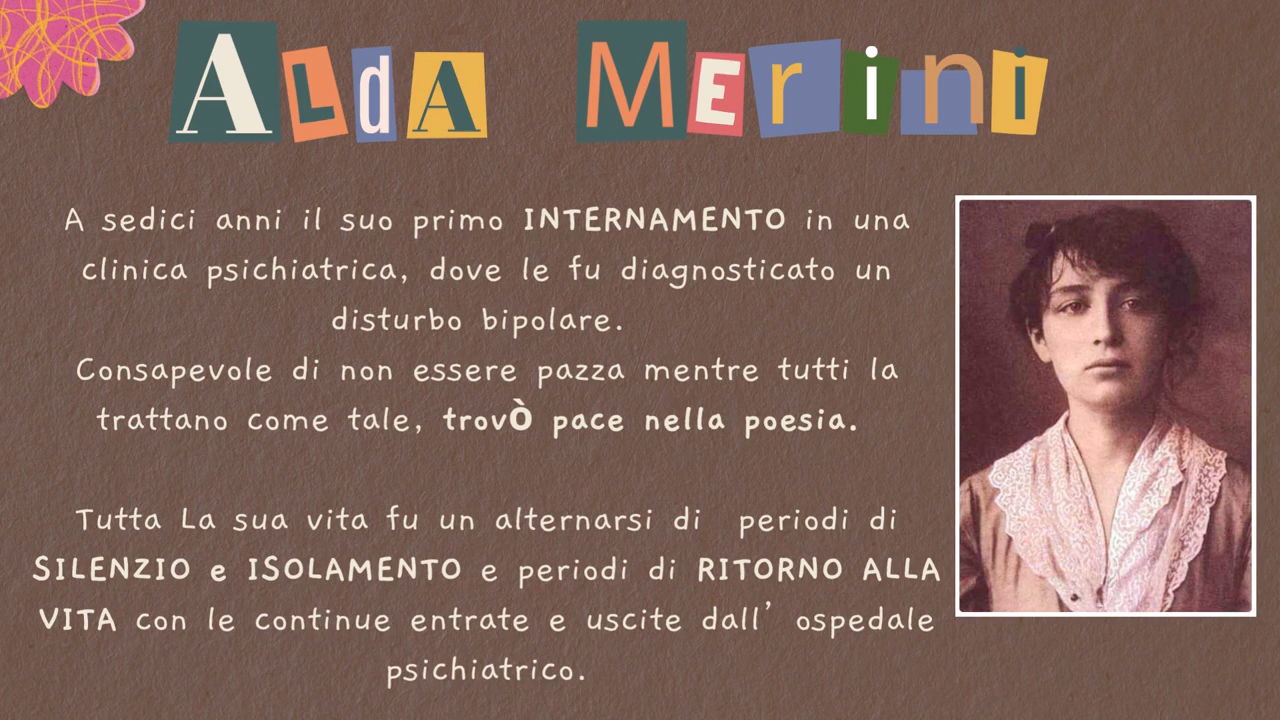 ALdA MErini
A sedici anni il suo primo INTERNAMENTO in una
clinica psichiatrica, dove le fu diagnosticato un
disturbo bipolare.
Consapevole di non essere pazza mentre tutti la
trattano come tale, trovÒ pace nella poesia.
Tutta La sua vita fu un alternarsi di periodi di
SILENZIO e ISOLAMENTO e periodi di RITORNO ALLA
VITA con le continue entrate e uscite dall' ospedale
psichiatrico.